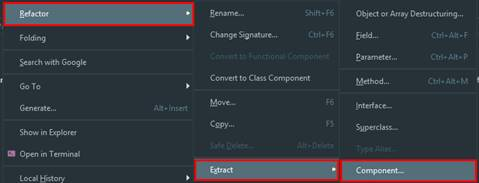 Refactor
Folding
Search with Google
Go To
Generate... Alt+Insert
Show in Explorer
Open in Terminal
Local History
Rename... Shift+F6
Change Signature... Ctrl+F6
Convert to Functional Component
Convert to Class Component
Move... F6
Copy... F5
Safe Delete... Alt+Delete
Extract
Object or Array Destructuring...
Field... Ctrl+Alt+F
Parameter... Ctrl+Alt+P
Method... Ctrl+Alt+M
Interface...
Superclass...
Type Alias...
Component...